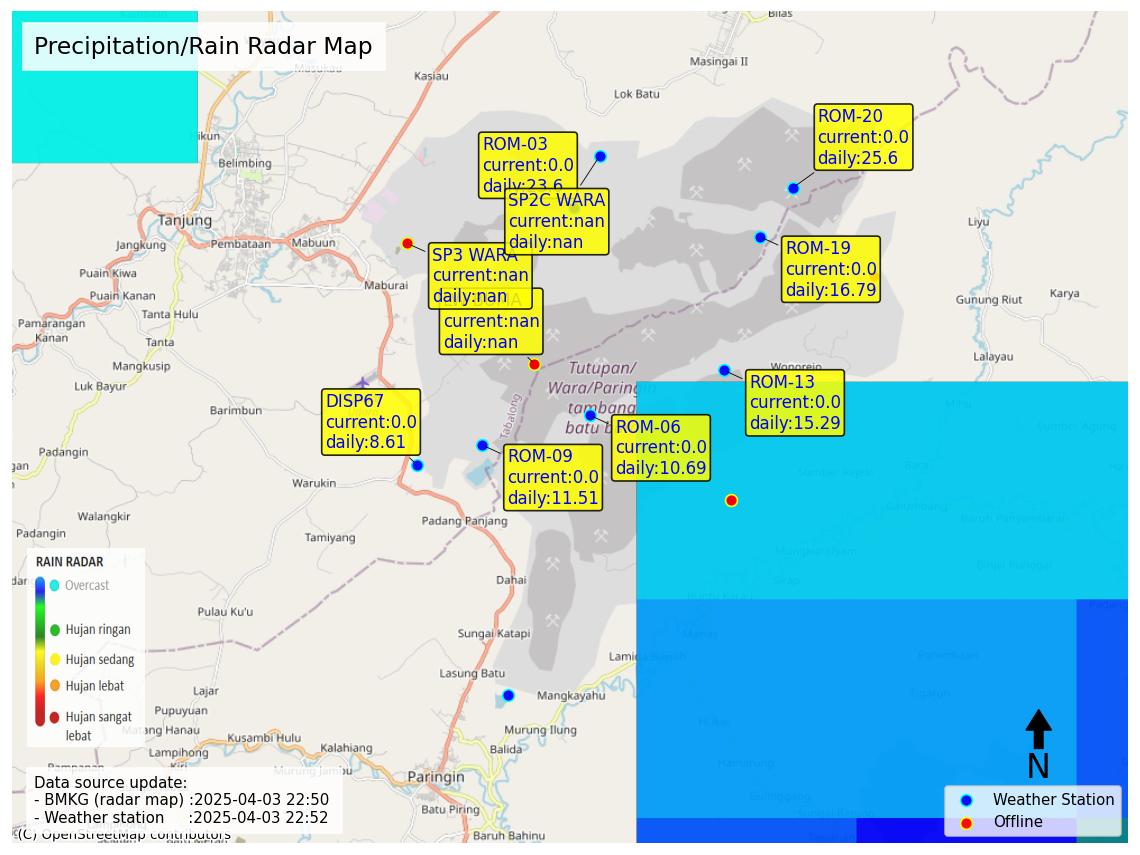 Precipitation/Rain Radar Map
Bilas
Masingai II
Kasiau
Lok Batu
Hikun
Belimbing
Tanjung
Jangkung
Pembataan
Mabuun
Puain Kiwa
Puain Kanan
Maburai
Tanta Hulu
Pamarangan
Kanan
Tanta
Mangkusip
Luk Bayur
Barimbun
Padangin
Warukin
Walangkir
Padangin
Tamiyang
Padang Panjang
Dahai
Pulau Ku'u
Sungai Katapi
Lasung Batu
Lajar
Pupuyuan
Matang Hanau
Lampihong
Kusambi Hulu
Kalahiang
Murung Jambu
Paringin
Mangkayahu
Murung Ilung
Balida
Batu Piring
Baruh Bahinu
Liyu
Gunung Riut
Karya
Lalayau
Wonorejo
Tabalong
Tutupan/
Wara/Paringin
tambang
batu b
ROM-03
current:0.0
daily:23.6
SP2C WARA
current:nan
daily:nan
ROM-20
current:0.0
daily:25.6
ROM-19
current:0.0
daily:16.79
SP3 WARA
current:nan
daily:nan
current:nan
daily:nan
ROM-13
current:0.0
daily:15.29
DISP67
current:0.0
daily:8.61
ROM-06
current:0.0
daily:10.69
ROM-09
current:0.0
daily:11.51
RAIN RADAR
Overcast
Hujan ringan
Hujan sedang
Hujan lebat
Hujan sangat
lebat
Data source update:
- BMKG (radar map) :2025-04-03 22:50
- Weather station :2025-04-03 22:52
(C) OpenStreetMap contributors
N
Weather Station
Offline